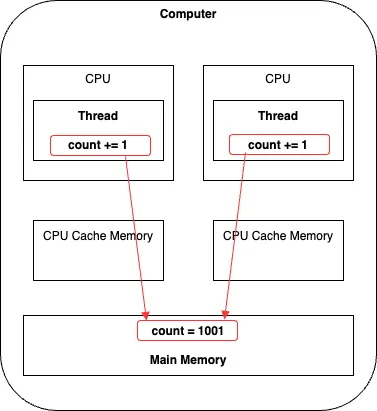 Computer
CPU
CPU
Thread
Thread
count += 1
count += 1
CPU Cache Memory
CPU Cache Memory
count = 1001
Main Memory